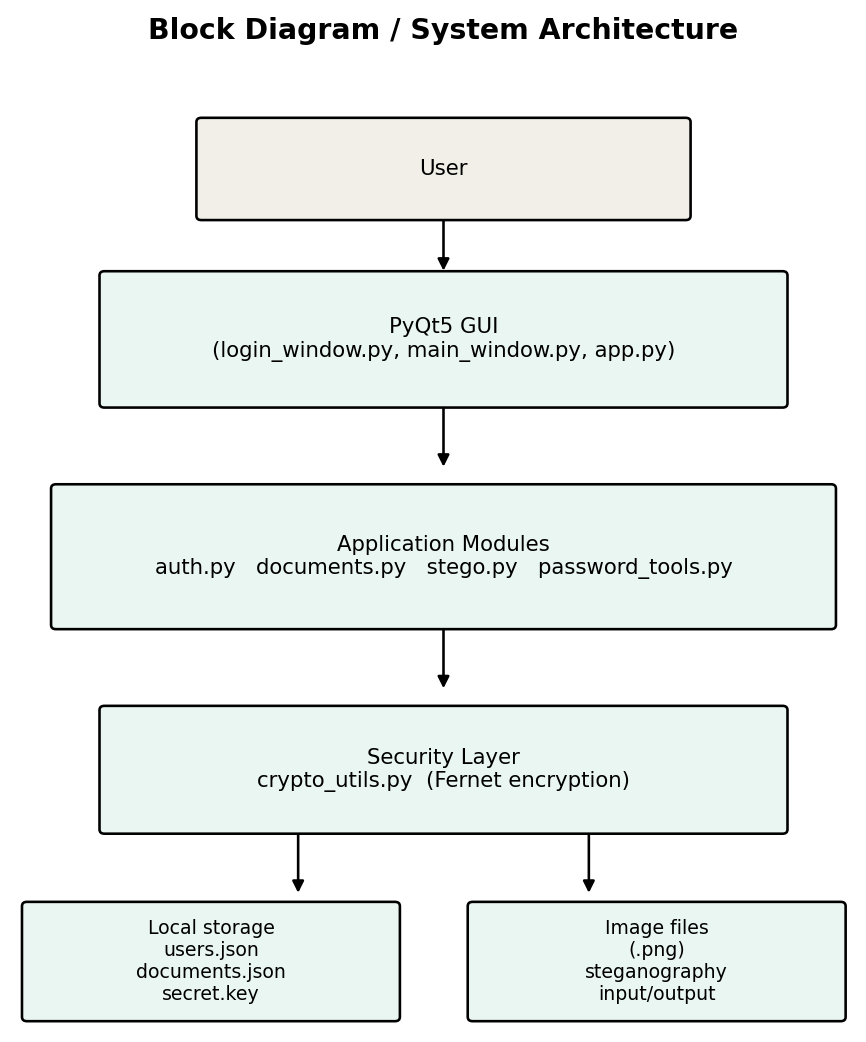 Block Diagram / System Architecture
User
PyQt5 GUI
(login_window.py, main_window.py, app.py)
Application Modules
auth.py   documents.py   stego.py   password_tools.py
Security Layer
crypto_utils.py  (Fernet encryption)
Local storage
users.json
documents.json
secret.key
Image files
(.png)
steganography
input/output